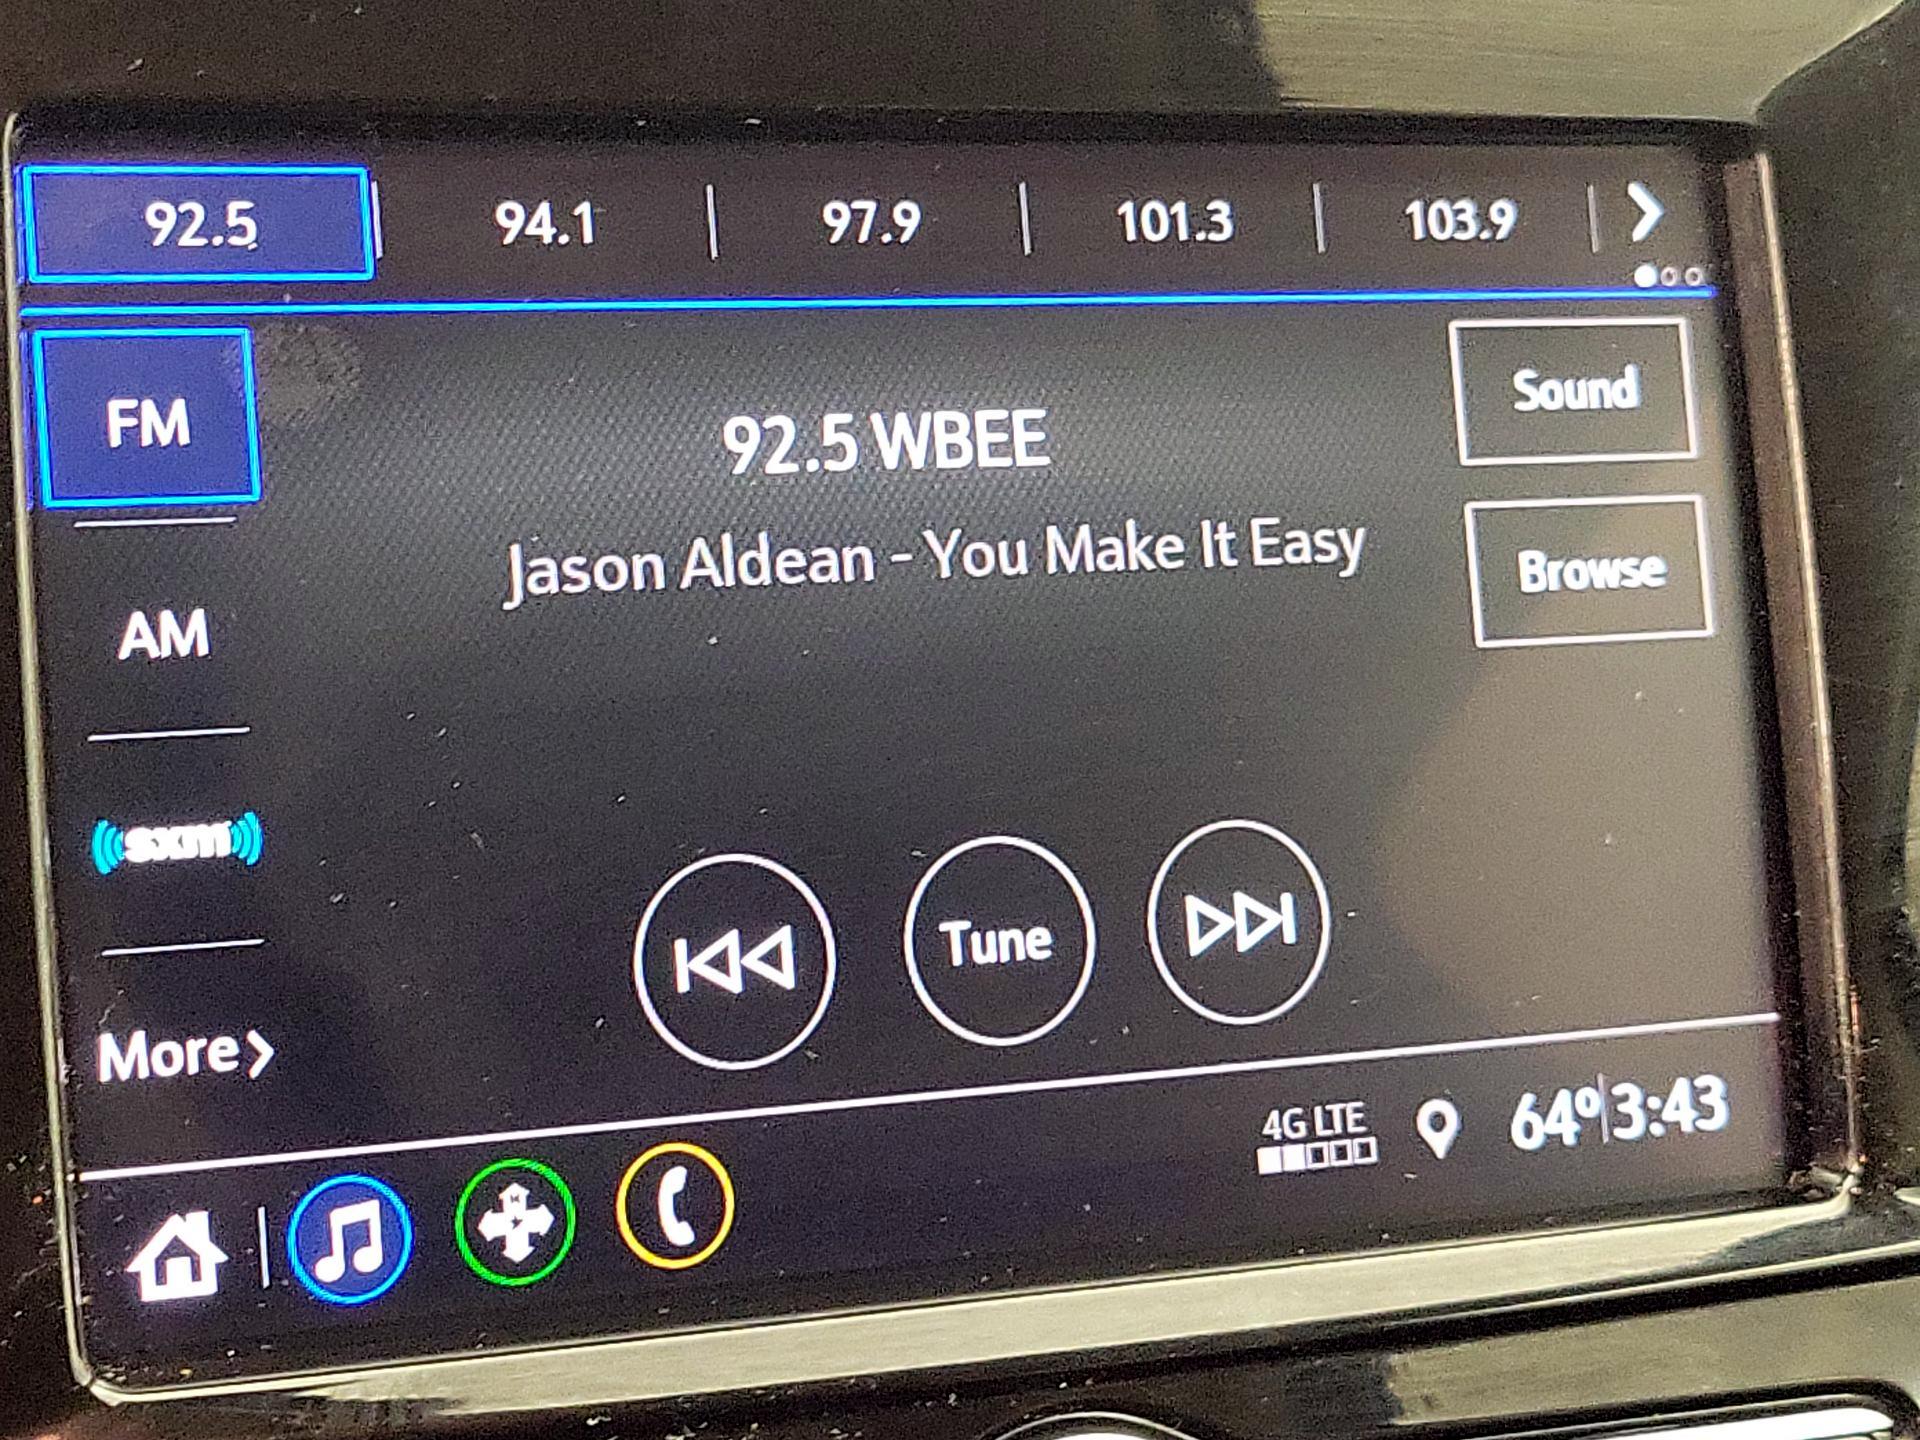 92.5 94.1 97.9 101.3 103.9
FM
Sound
92.5 WBEE
Jason Aldean - You Make It Easy
Browse
AM
sxm
Tune
More
4G LTE
64° 3:43